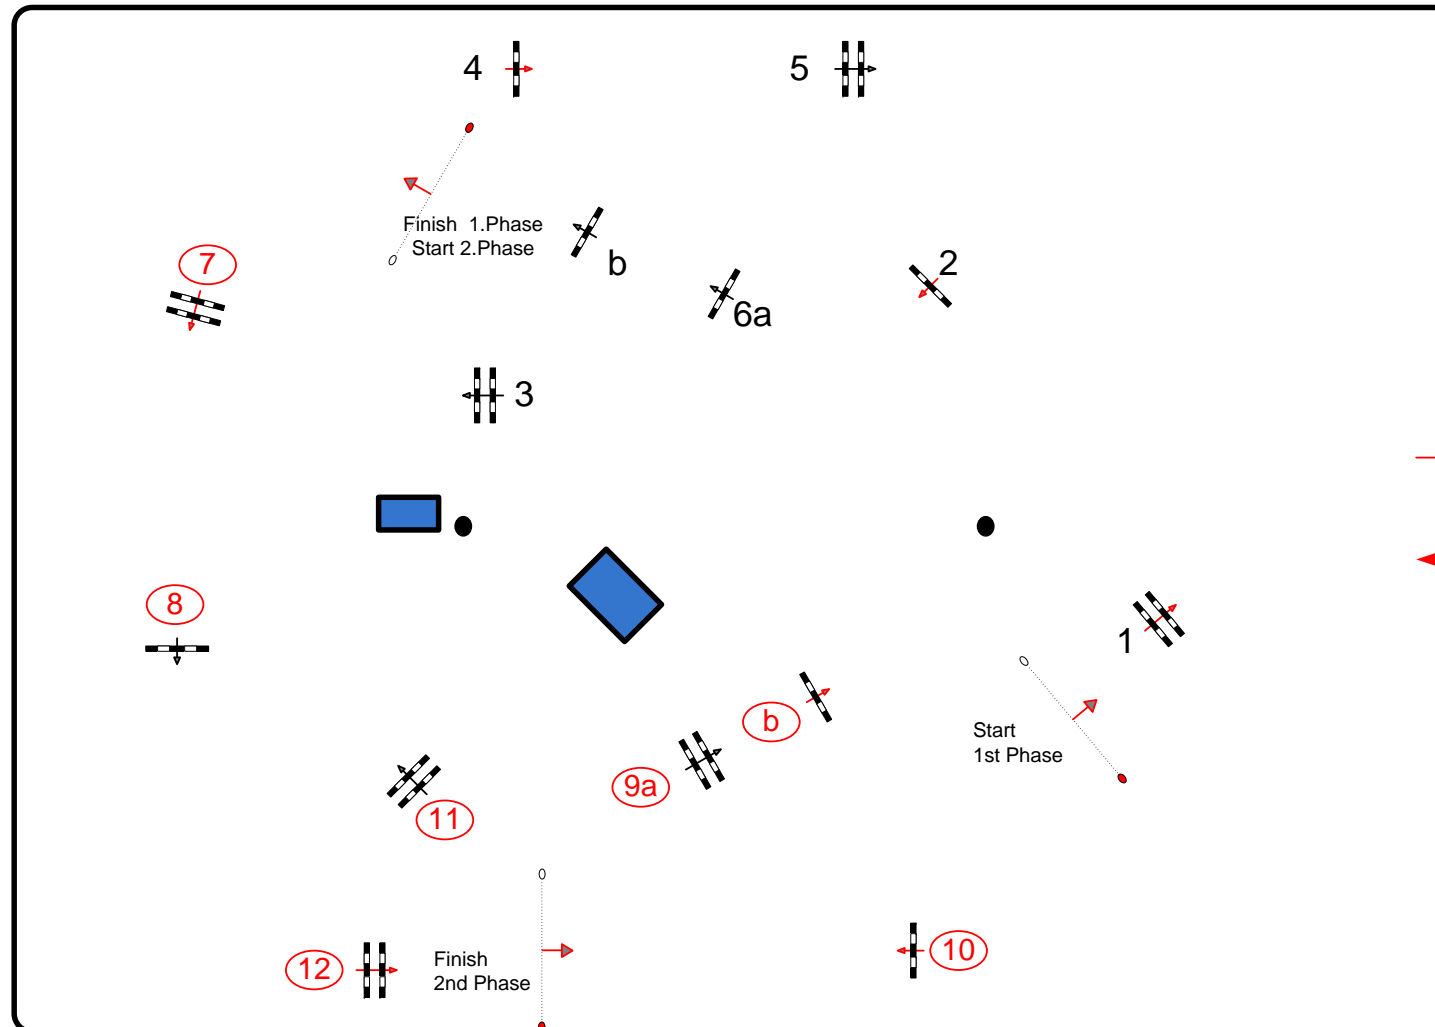 4
5
Finish 1.Phase
Start 2.Phase
b
7
2
6a
3
8
1
b
Start
1st Phase
9a
11
10
Finish
2nd Phase
12